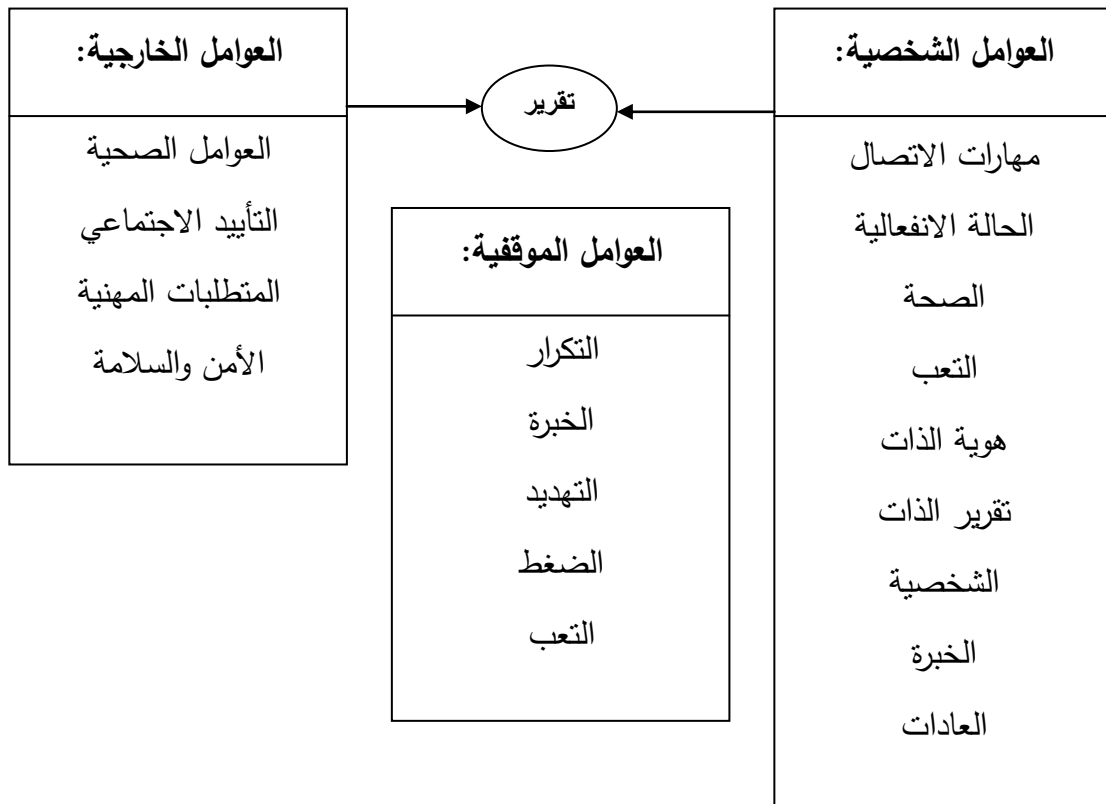 العوامل الشخصية:
مهارات الاتصال
الحالة الانفعالية
الصحة
التعب
هوية الذات
تقرير الذات
الشخصية
الخبرة
العادات
تقرير
العوامل الموقفية:
التكرار
الخبرة
التهديد
الضغط
التعب
العوامل الخارجية:
العوامل الصحية
التأييد الاجتماعي
المتطلبات المهنية
الأمن والسلامة